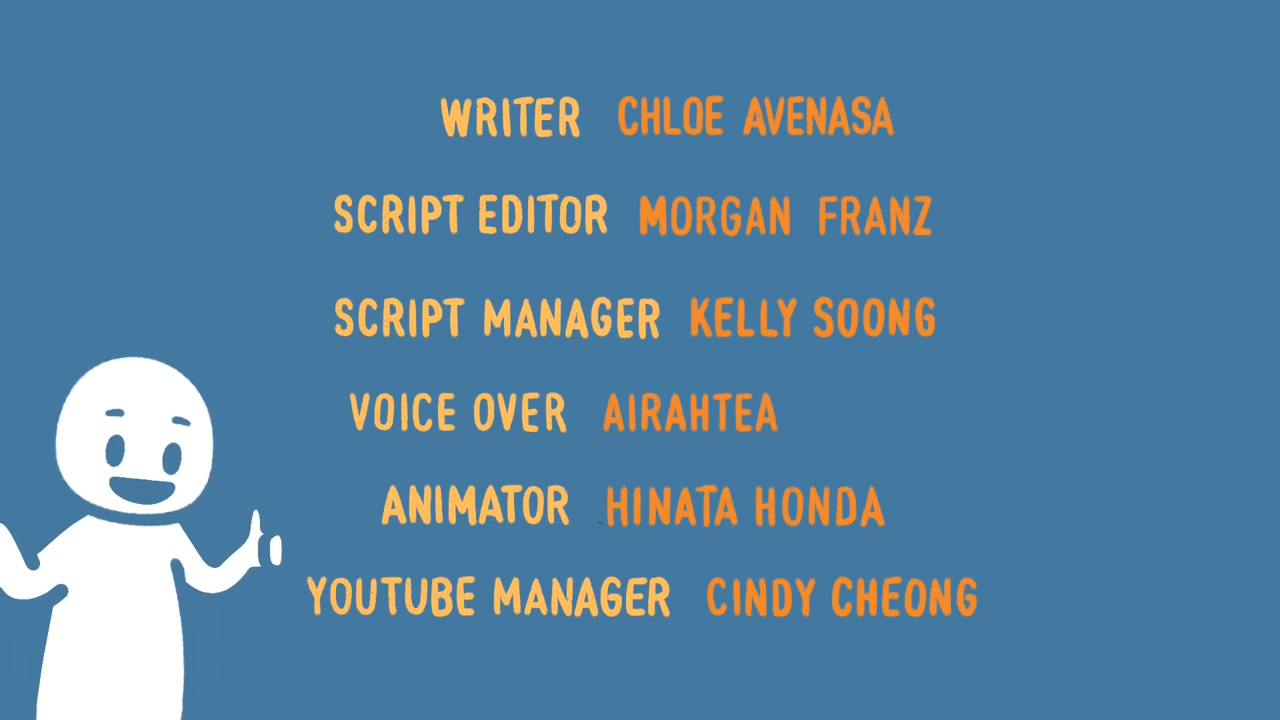 WRITER CHLOE AVENASA
SCRIPT EDITOR MORGAN FRANZ
SCRIPT MANAGER KELLY SOONG
VOICE OVER AIRAHTEA
ANIMATOR HINATA HONDA
YOUTUBE MANAGER CINDY CHEONG